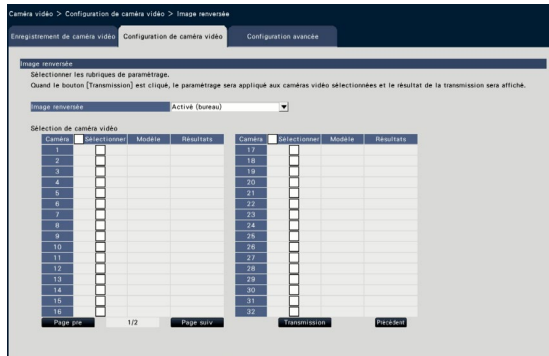 Caméra vidéo > Configuration de caméra vidéo > Image renversée
Enregistrement de caméra vidéo Configuration de caméra vidéo Configuration avancée
Image renversée
Sélectionner les rubriques de paramétrage.
Quand le bouton [Transmission] est cliqué, le paramétrage sera appliqué aux caméras vidéo sélectionnées et le résultat de la transmission sera affiché.
Image renversée Activé (bureau)
Sélection de caméra vidéo
Caméra Sélectionner Modèle Résultats Caméra Sélectionner Modèle Résultats
1 17
2 18
3 19
4 20
5 21
6 22
7 23
8 24
9 25
10 26
11 27
12 28
13 29
14 30
15 31
16 32
Page pre 1/2 Page suiv Transmission Précédent